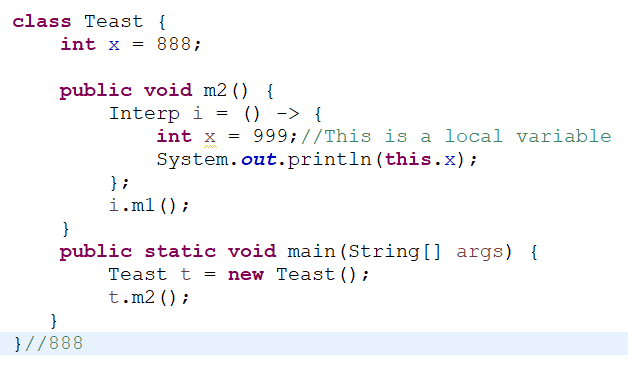 class Teast {
int x = 888;
public void m2() {
Interp i = () -> {
int x = 999;//This is a local variable
System.out.println(this.x);
};
i.m1();
}
public static void main(String[] args) {
Teast t = new Teast();
t.m2();
}
}//888